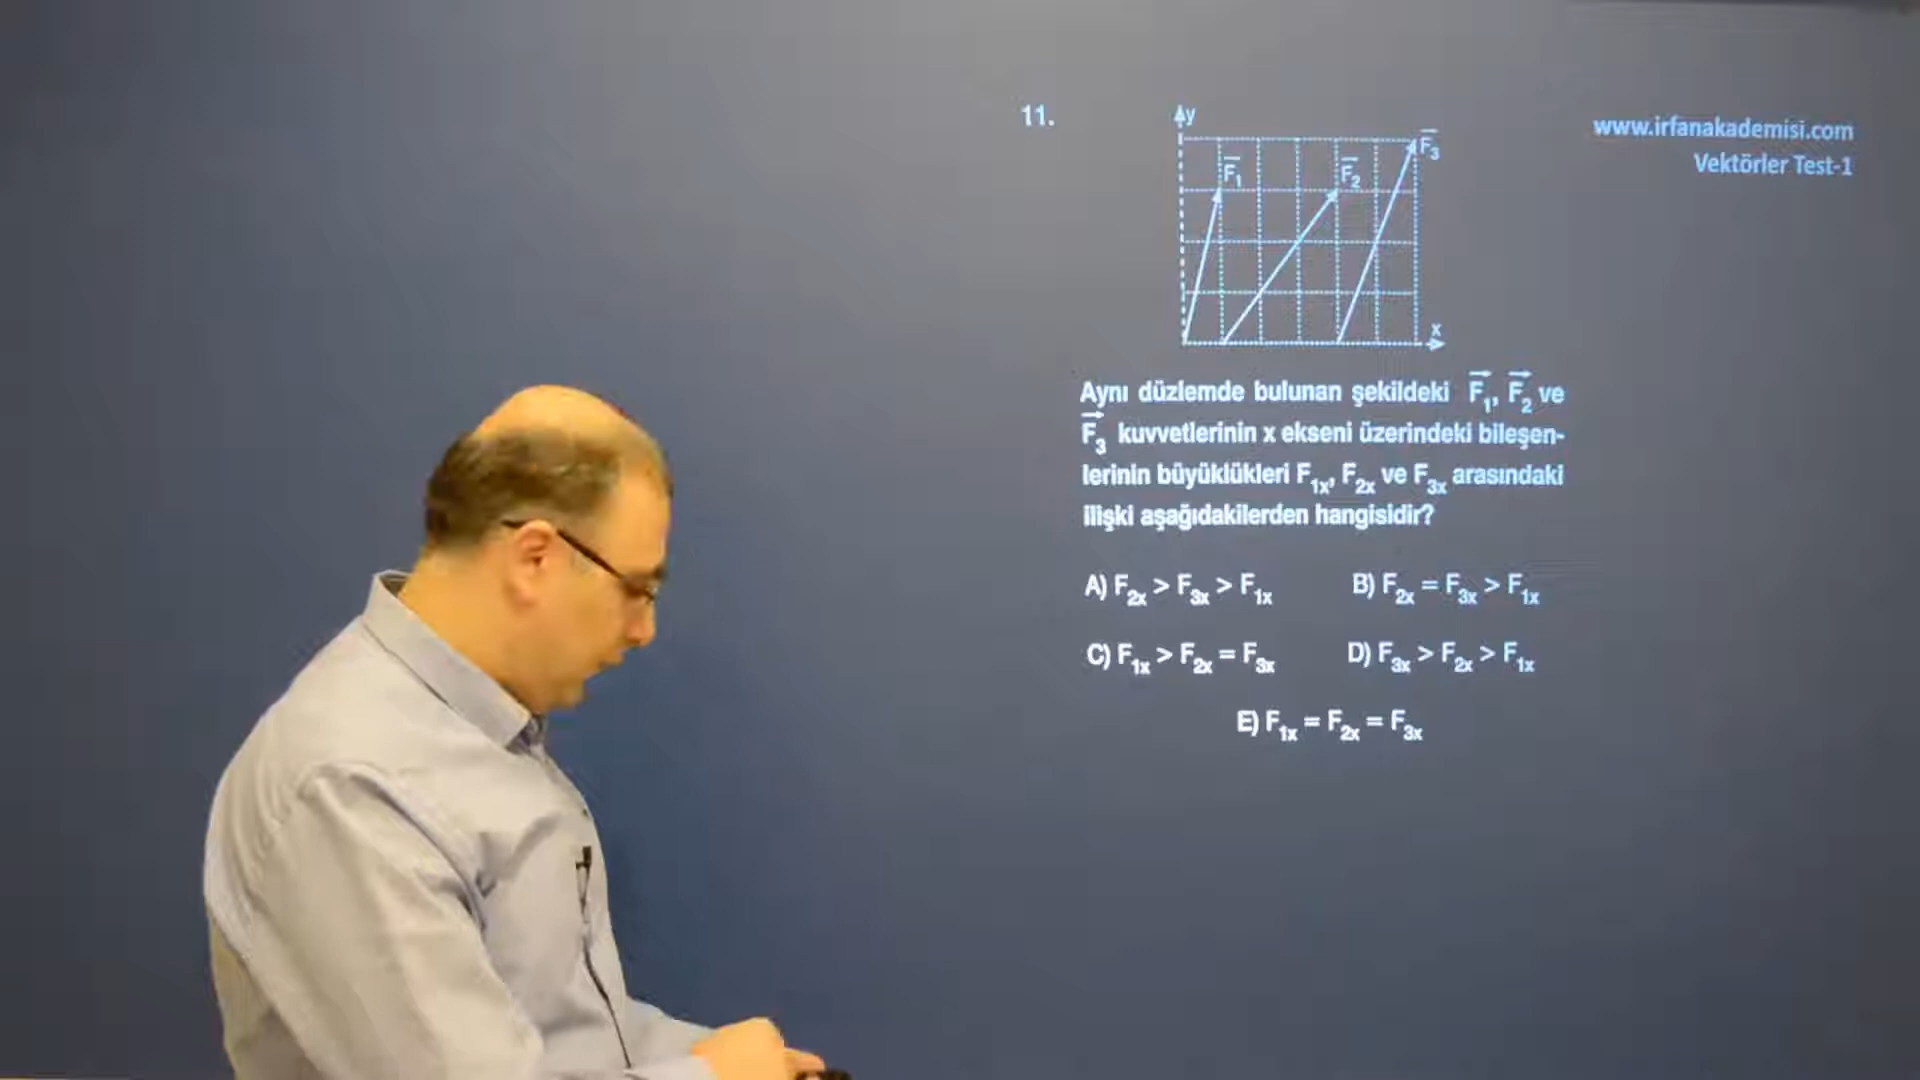 11.
y
F₁
F₂
F₃
x
www.irfanakademisi.com
Vektörler Test-1
Aynı düzlemde bulunan şekildeki F₁, F₂ ve
F₃ kuvvetlerinin x ekseni üzerindeki bileşen-
lerinin büyüklükleri F₁ₓ, F₂ₓ ve F₃ₓ arasındaki
ilişki aşağıdakilerden hangisidir?
A) F₂ₓ > F₃ₓ > F₁ₓ
B) F₂ₓ = F₃ₓ > F₁ₓ
C) F₁ₓ > F₂ₓ = F₃ₓ
D) F₃ₓ > F₂ₓ > F₁ₓ
E) F₁ₓ = F₂ₓ = F₃ₓ